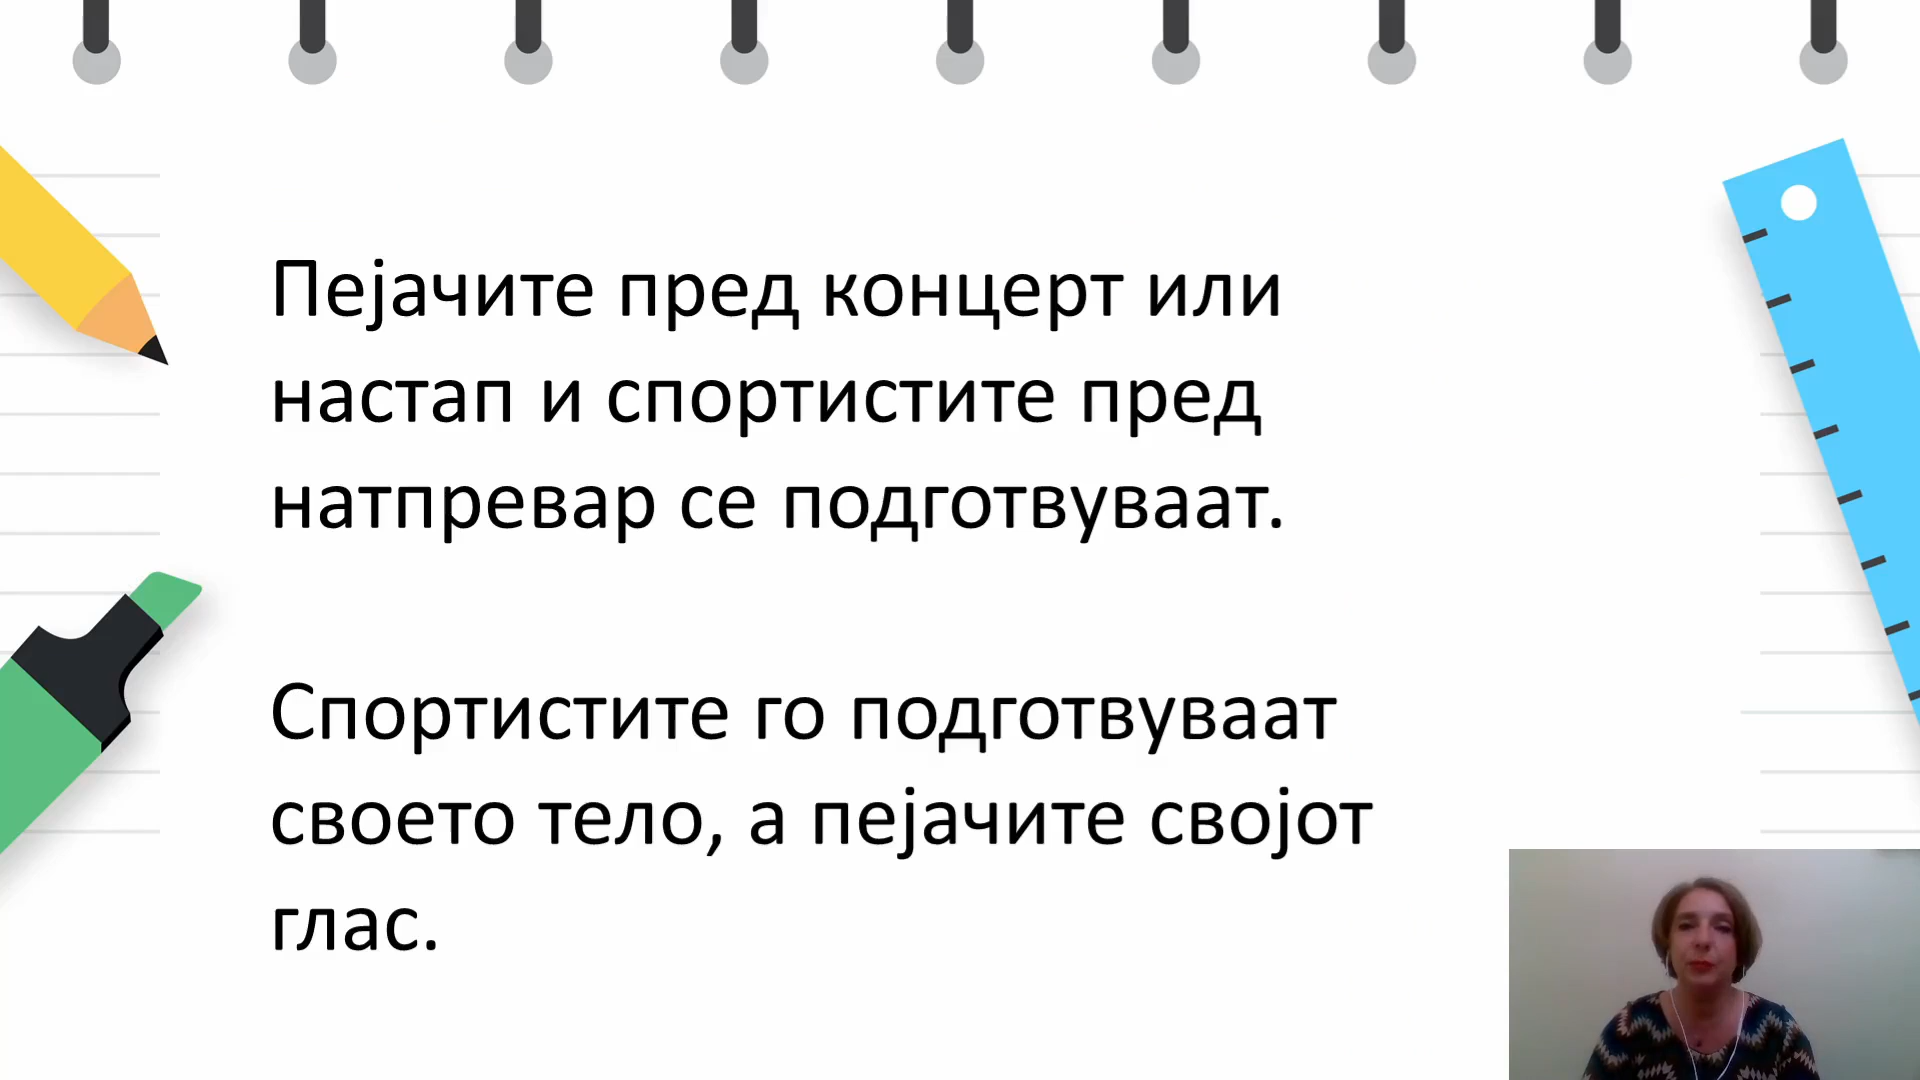 Пејачите пред концерт или
настап и спортистите пред
натпревар се подготвуваат.
Спортистите го подготвуваат
своето тело, а пејачите својот
глас.